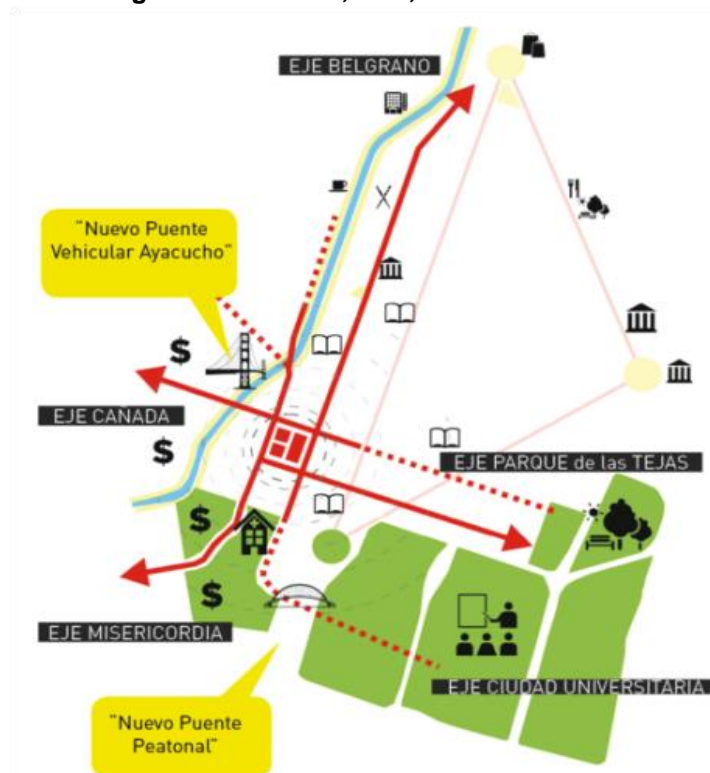 EJE BELGRANO
"Nuevo Puente
Vehicular Ayacucho"
$
EJE CAÑADA
$
EJE PARQUE de las TEJAS
$
$
EJE MISERICORDIA
EJE CIUDAD UNIVERSITARIA
"Nuevo Puente
Peatonal"